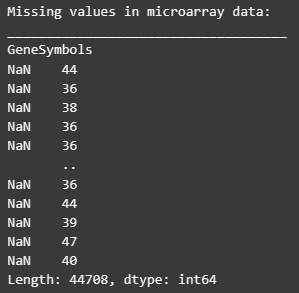 Missing values in microarray data:
___________________________________
GeneSymbols
NaN    44
NaN    36
NaN    38
NaN    36
NaN    36
       ..
NaN    36
NaN    44
NaN    39
NaN    47
NaN    40
Length: 44708, dtype: int64